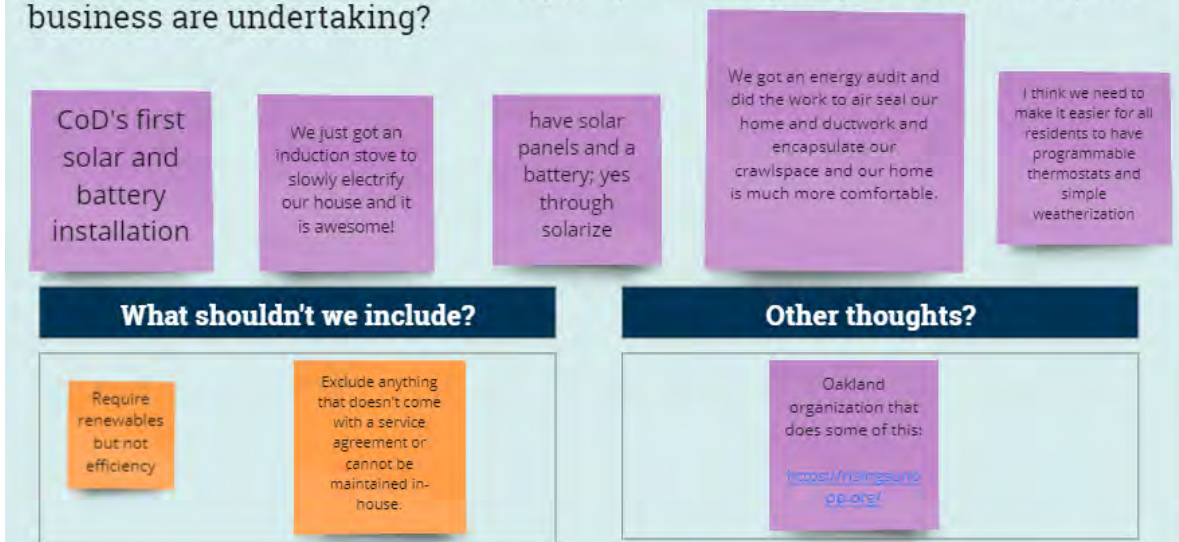 business are undertaking?
CoD's first
solar and
battery
installation
We just got an
induction stove to
slowly electrify
our house and it
is awesome!
have solar
panels and a
battery; yes
through
solarize
We got an energy audit and
did the work to air seal our
home and ductwork and
encapsulate our
crawlspace and our home
is much more comfortable.
I think we need to
make it easier for all
residents to have
programmable
thermostats and
simple
weatherization
What shouldn't we include?
Other thoughts?
Require
renewables
but not
efficiency
Exclude anything
that doesn't come
with a service
agreement or
cannot be
maintained in-
house.
Oakland
organization that
does some of this:
https://risingsuno
pp.org/